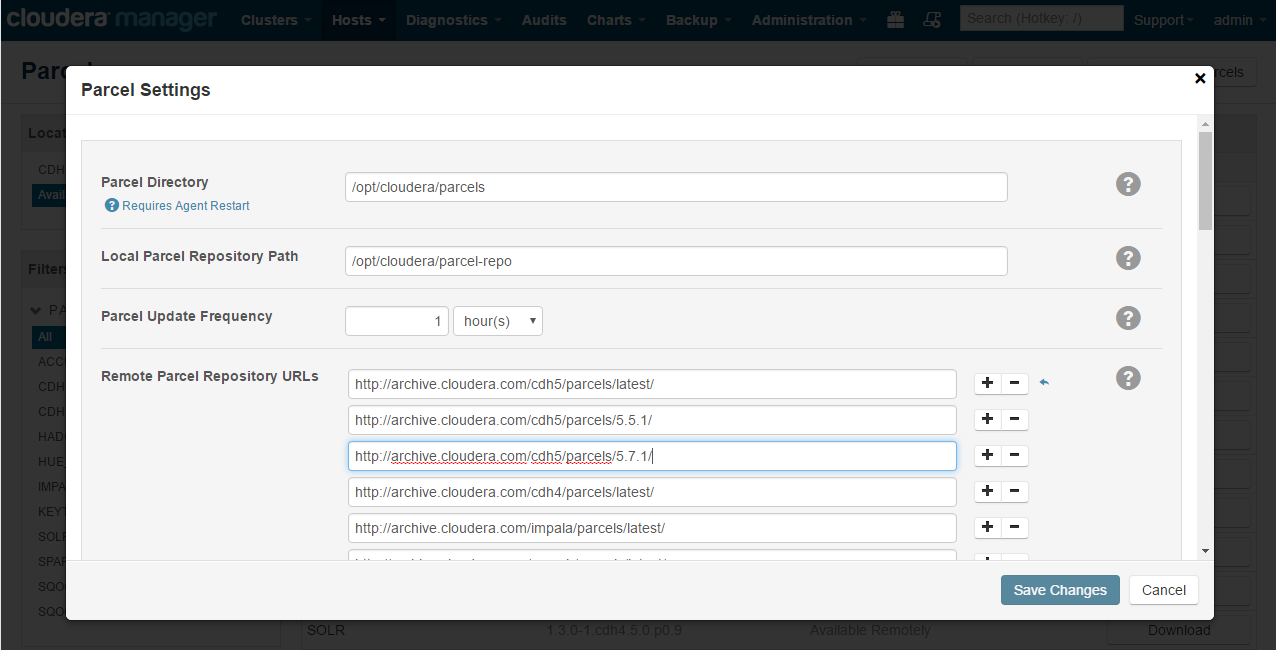 cloudera manager Clusters Hosts Diagnostics Audits Charts Backup Administration Search (Hotkey: /) Support admin
Parcel Settings
Parcel Directory /opt/cloudera/parcels
Requires Agent Restart
Local Parcel Repository Path /opt/cloudera/parcel-repo
Parcel Update Frequency 1 hour(s)
Remote Parcel Repository URLs http://archive.cloudera.com/cdh5/parcels/latest/
http://archive.cloudera.com/cdh5/parcels/5.5.1/
http://archive.cloudera.com/cdh5/parcels/5.7.1/
http://archive.cloudera.com/cdh4/parcels/latest/
http://archive.cloudera.com/impala/parcels/latest/
Save Changes Cancel
Filters
All
CDH
CDH
SOLR
SOLR 1.3.0-1.cdh4.5.0.p0.9 Available Remotely Download